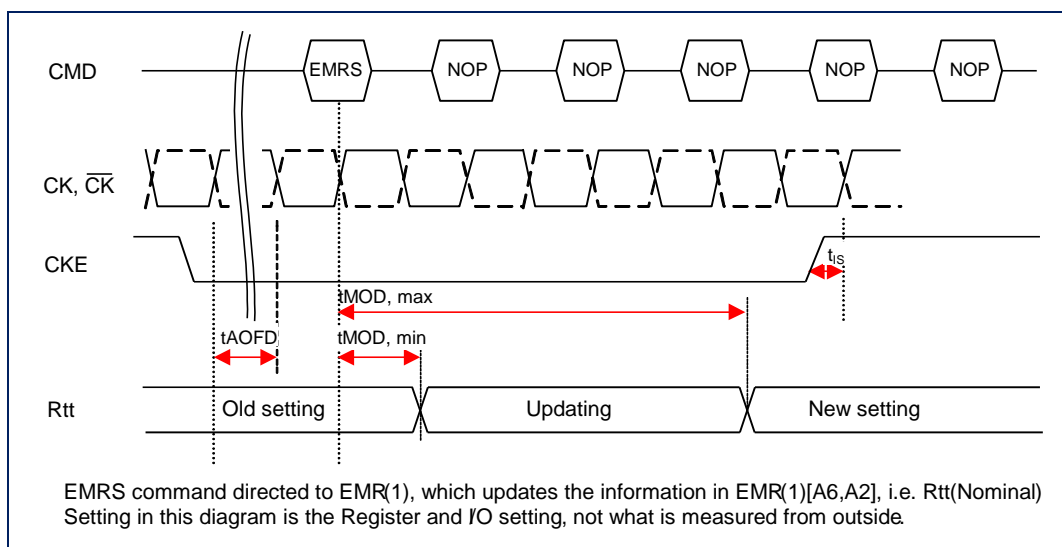 CMD EMRS NOP NOP NOP NOP NOP
CK, C̅K̅
CKE tIS
tMOD, max
tAOFD tMOD, min
Rtt Old setting Updating New setting
EMRS command directed to EMR(1), which updates the information in EMR(1)[A6,A2], i.e. Rtt(Nominal)
Setting in this diagram is the Register and I/O setting, not what is measured from outside.